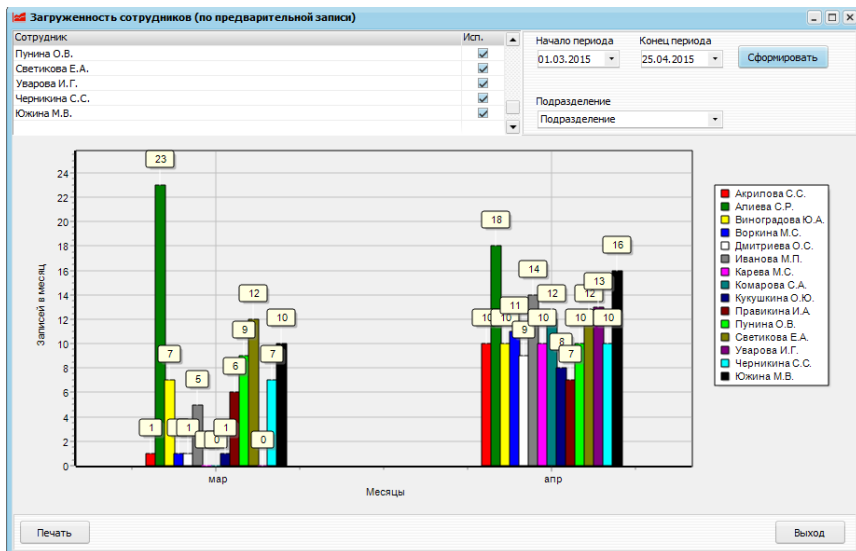 Загруженность сотрудников (по предварительной записи)
Сотрудник Исп.
Пунина О.В.
Светикова Е.А.
Уварова И.Г.
Черникина С.С.
Южина М.В.
Начало периода Конец периода
01.03.2015 25.04.2015 Сформировать
Подразделение
Подразделение
Записей в месяц
24
22
20
18
16
14
12
10
8
6
4
2
0
23
7
1
1
1
5
0
1
6
9
12
0
7
10
10
18
10
11
9
14
10
12
8
7
10
12
13
10
16
мар апр
Месяцы
Акрипова С.С.
Апиева С.Р.
Виноградова Ю.А.
Воркина М.С.
Дмитриева О.С.
Иванова М.П.
Карева М.С.
Комарова С.А.
Кукушкина О.Ю.
Правикина И.А
Пунина О.В.
Светикова Е.А.
Уварова И.Г.
Черникина С.С.
Южина М.В.
Печать Выход